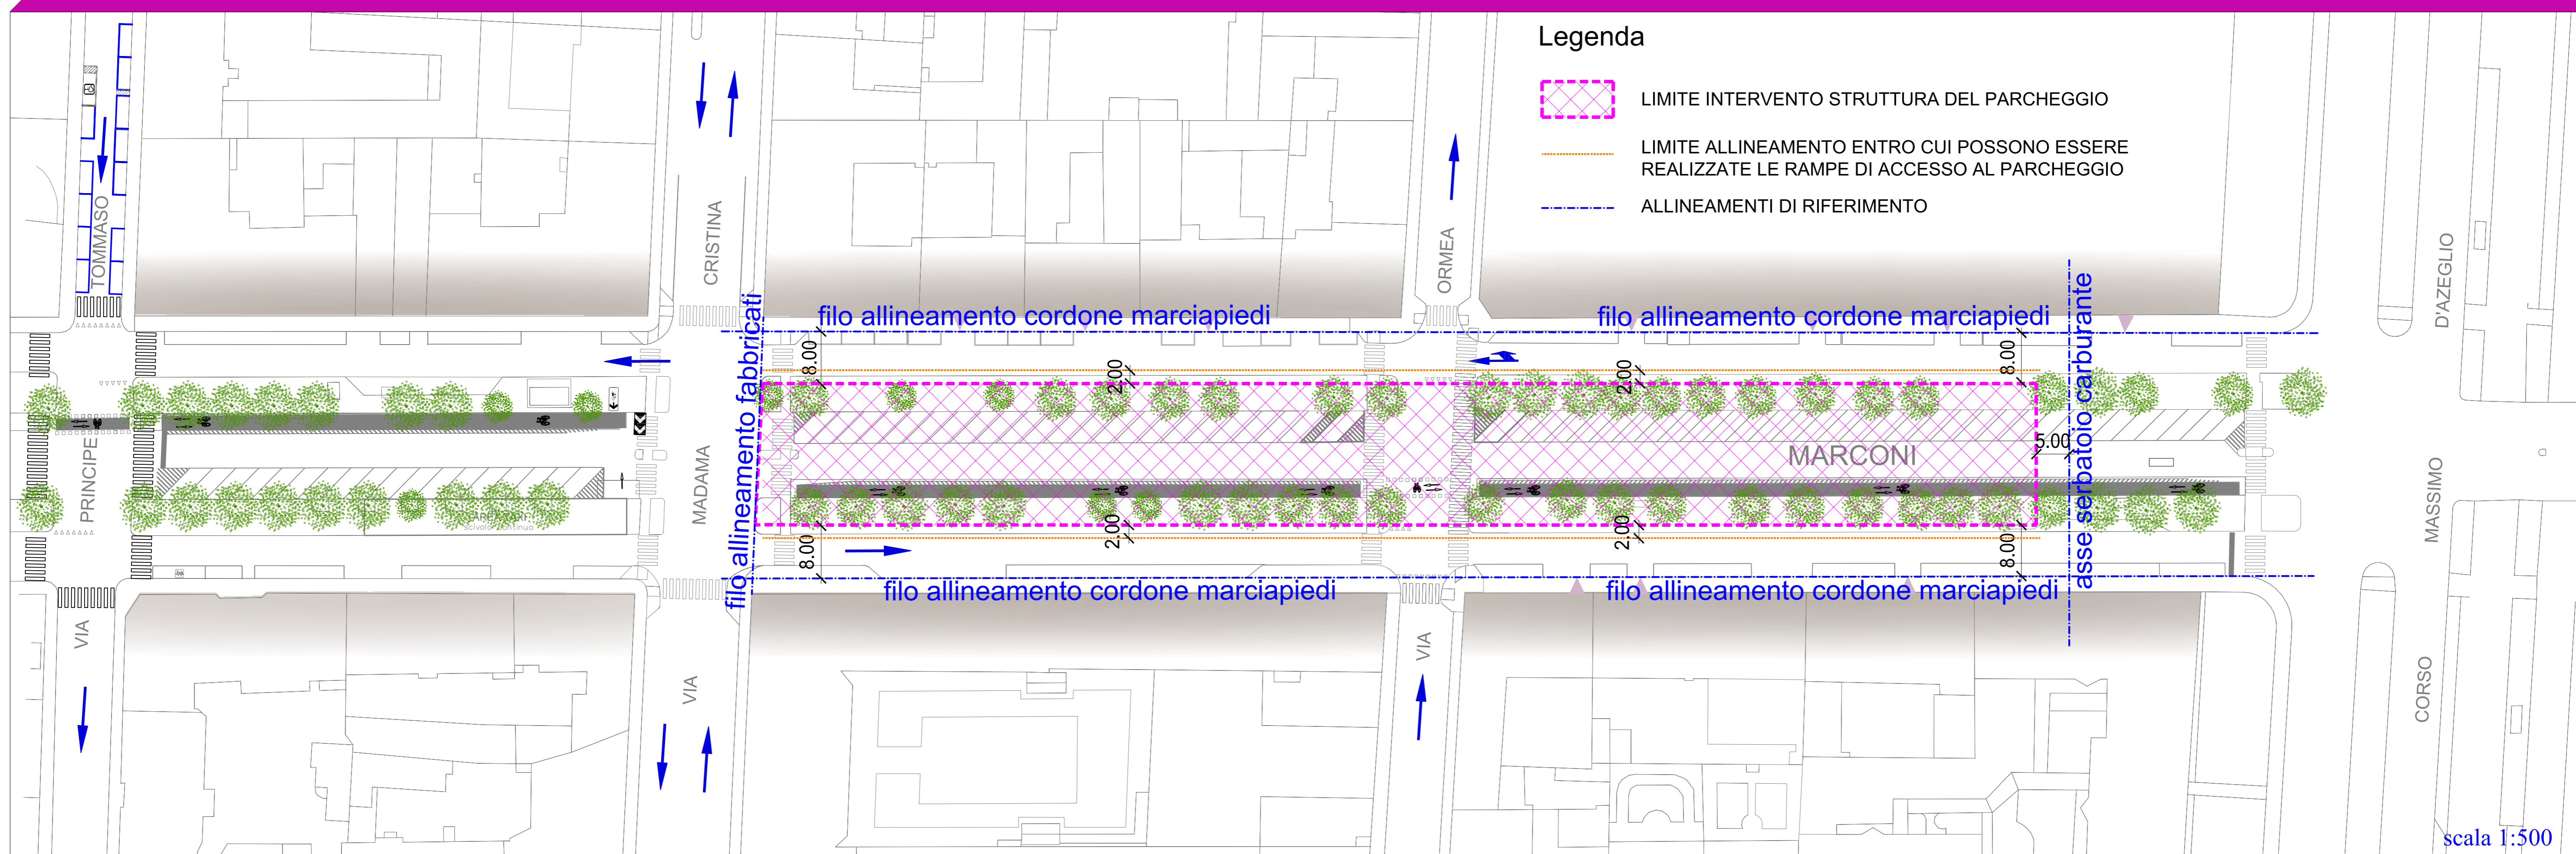 Legenda
LIMITE INTERVENTO STRUTTURA DEL PARCHEGGIO
LIMITE ALLINEAMENTO ENTRO CUI POSSONO ESSERE
REALIZZATE LE RAMPE DI ACCESSO AL PARCHEGGIO
ALLINEAMENTI DI RIFERIMENTO
TOMMASO
CRISTINA
ORMEA
D'AZEGLIO
filo allineamento cordone marciapiedi
filo allineamento cordone marciapiedi
filo allineamento fabbricati
asse serbatoio carburante
8.00
2.00
2.00
8.00
PRINCIPE
MADAMA
MARCONI
5.00
MASSIMO
scivolo continuo
8.00
2.00
2.00
8.00
filo allineamento cordone marciapiedi
filo allineamento cordone marciapiedi
VIA
VIA
VIA
CORSO
scala 1:500